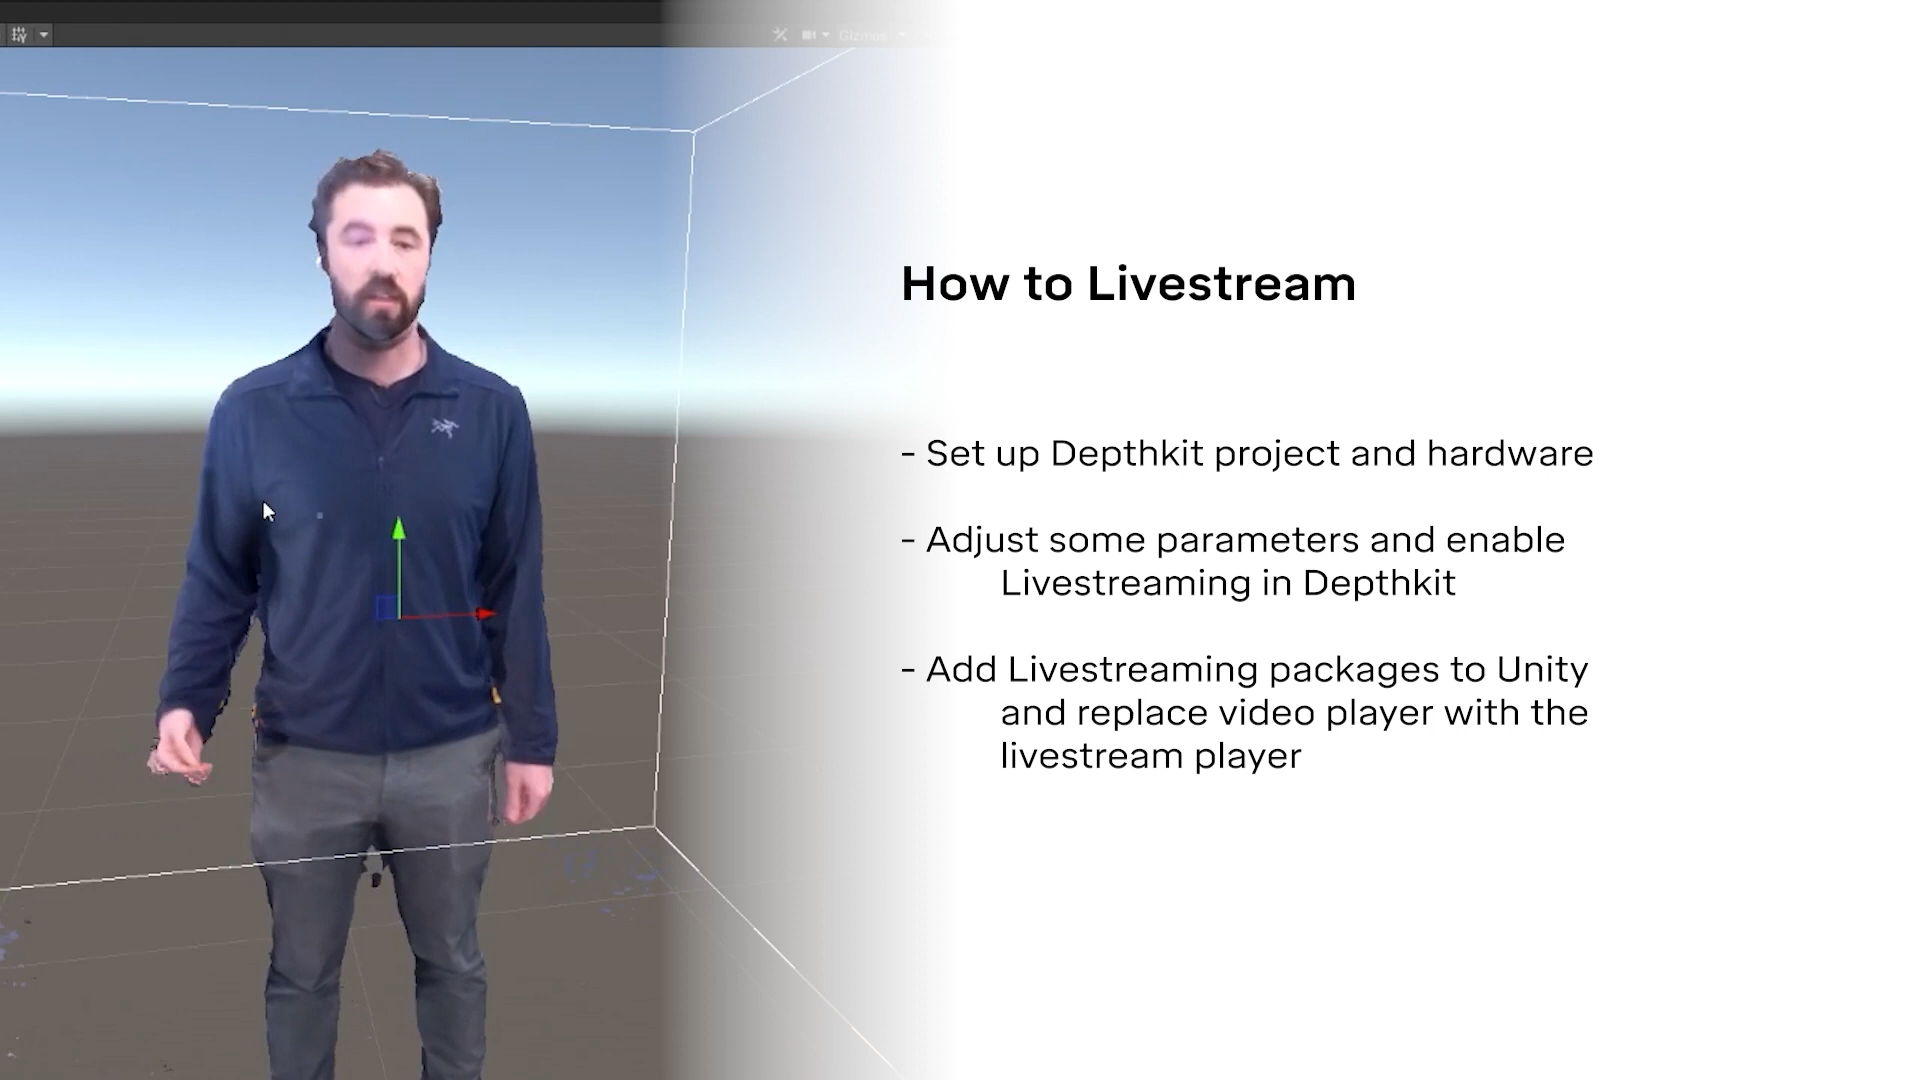 Gizmos
How to Livestream
- Set up Depthkit project and hardware
- Adjust some parameters and enable
Livestreaming in Depthkit
- Add Livestreaming packages to Unity
and replace video player with the
livestream player